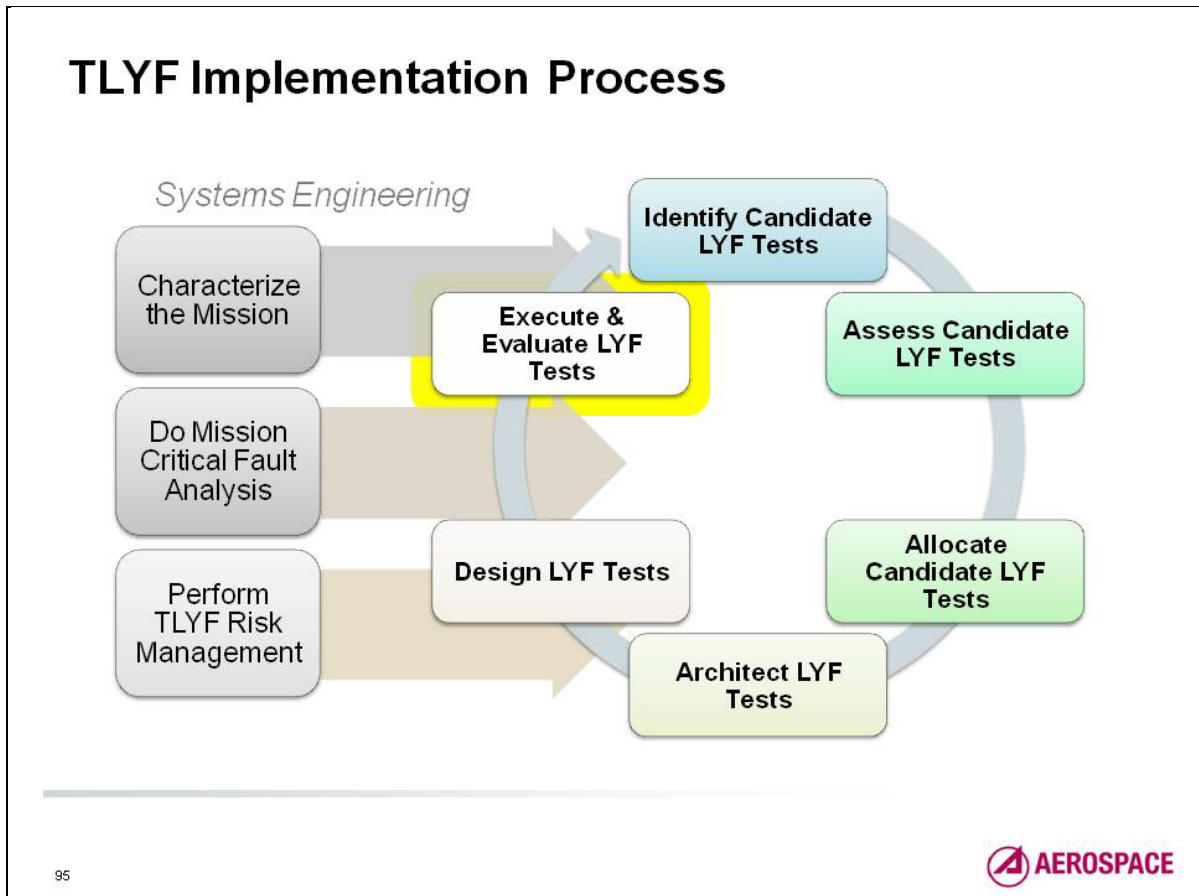 TLYF Implementation Process
Systems Engineering
Characterize
the Mission
Do Mission
Critical Fault
Analysis
Perform
TLYF Risk
Management
Identify Candidate
LYF Tests
Assess Candidate
LYF Tests
Allocate
Candidate LYF
Tests
Architect LYF
Tests
Design LYF Tests
Execute &
Evaluate LYF
Tests
95
AEROSPACE